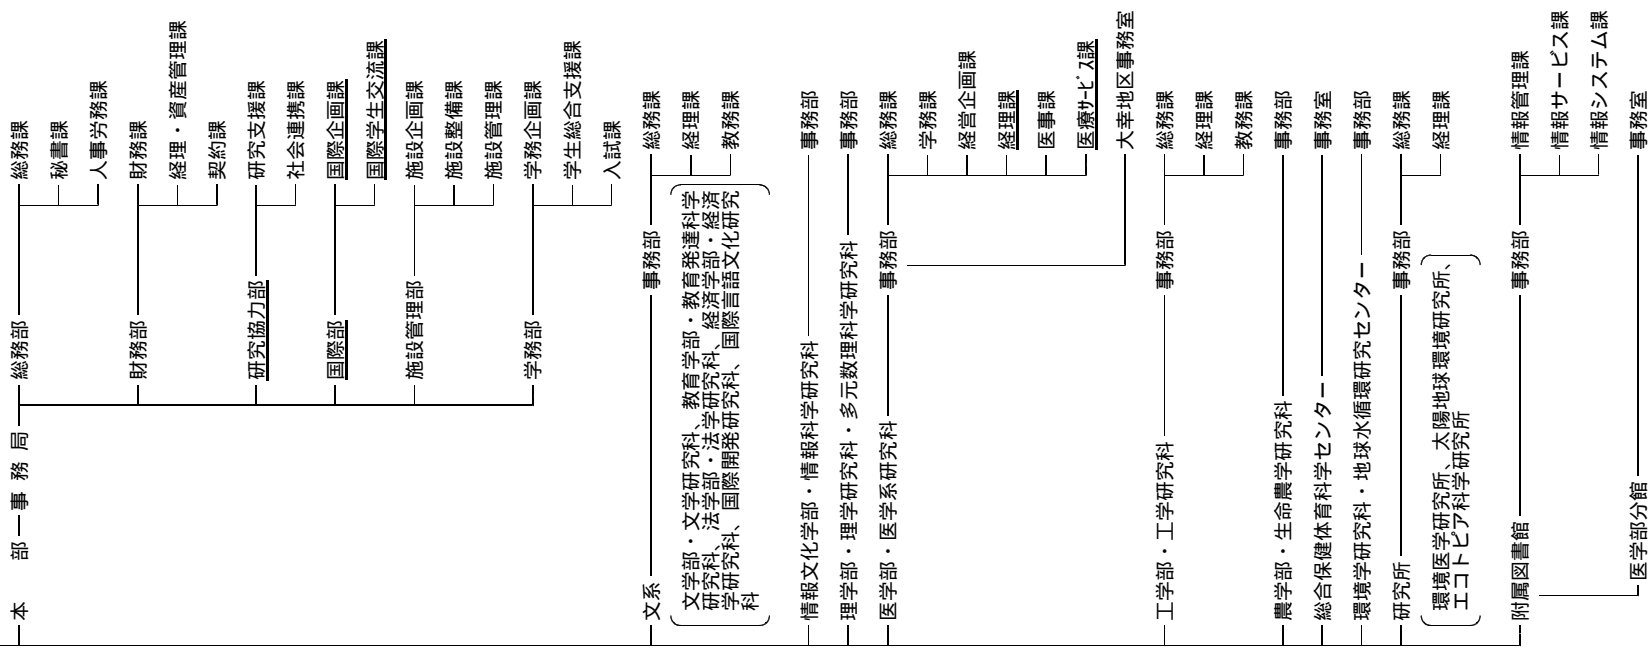 本　部
事務局
総務部
総務課
秘書課
人事労務課
財務部
財務課
経理・資産管理課
契約課
研究協力部
研究支援課
社会連携課
国際部
国際企画課
国際学生交流課
施設管理部
施設企画課
施設整備課
施設管理課
学務部
学務企画課
学生総合支援課
入試課
文系
事務部
総務課
経理課
教務課
文学部・文学研究科、教育学部・教育発達科学
研究科、法学部・法学研究科、経済学部・経済
学研究科、国際開発研究科、国際言語文化研究
科
情報文化学部・情報科学研究科
事務部
理学部・理学研究科・多元数理科学研究科
事務部
医学部・医学系研究科
事務部
総務課
学務課
経営企画課
経理課
医事課
医療サービス課
大幸地区事務室
工学部・工学研究科
事務部
総務課
経理課
教務課
農学部・生命農学研究科
事務部
総合保健体育科学センター
事務室
環境学研究科・地球水循環研究センター
事務部
研究所
事務部
総務課
経理課
環境医学研究所、太陽地球環境研究所、
エコトピア科学研究所
附属図書館
事務部
情報管理課
情報サービス課
情報システム課
医学部分館
事務室